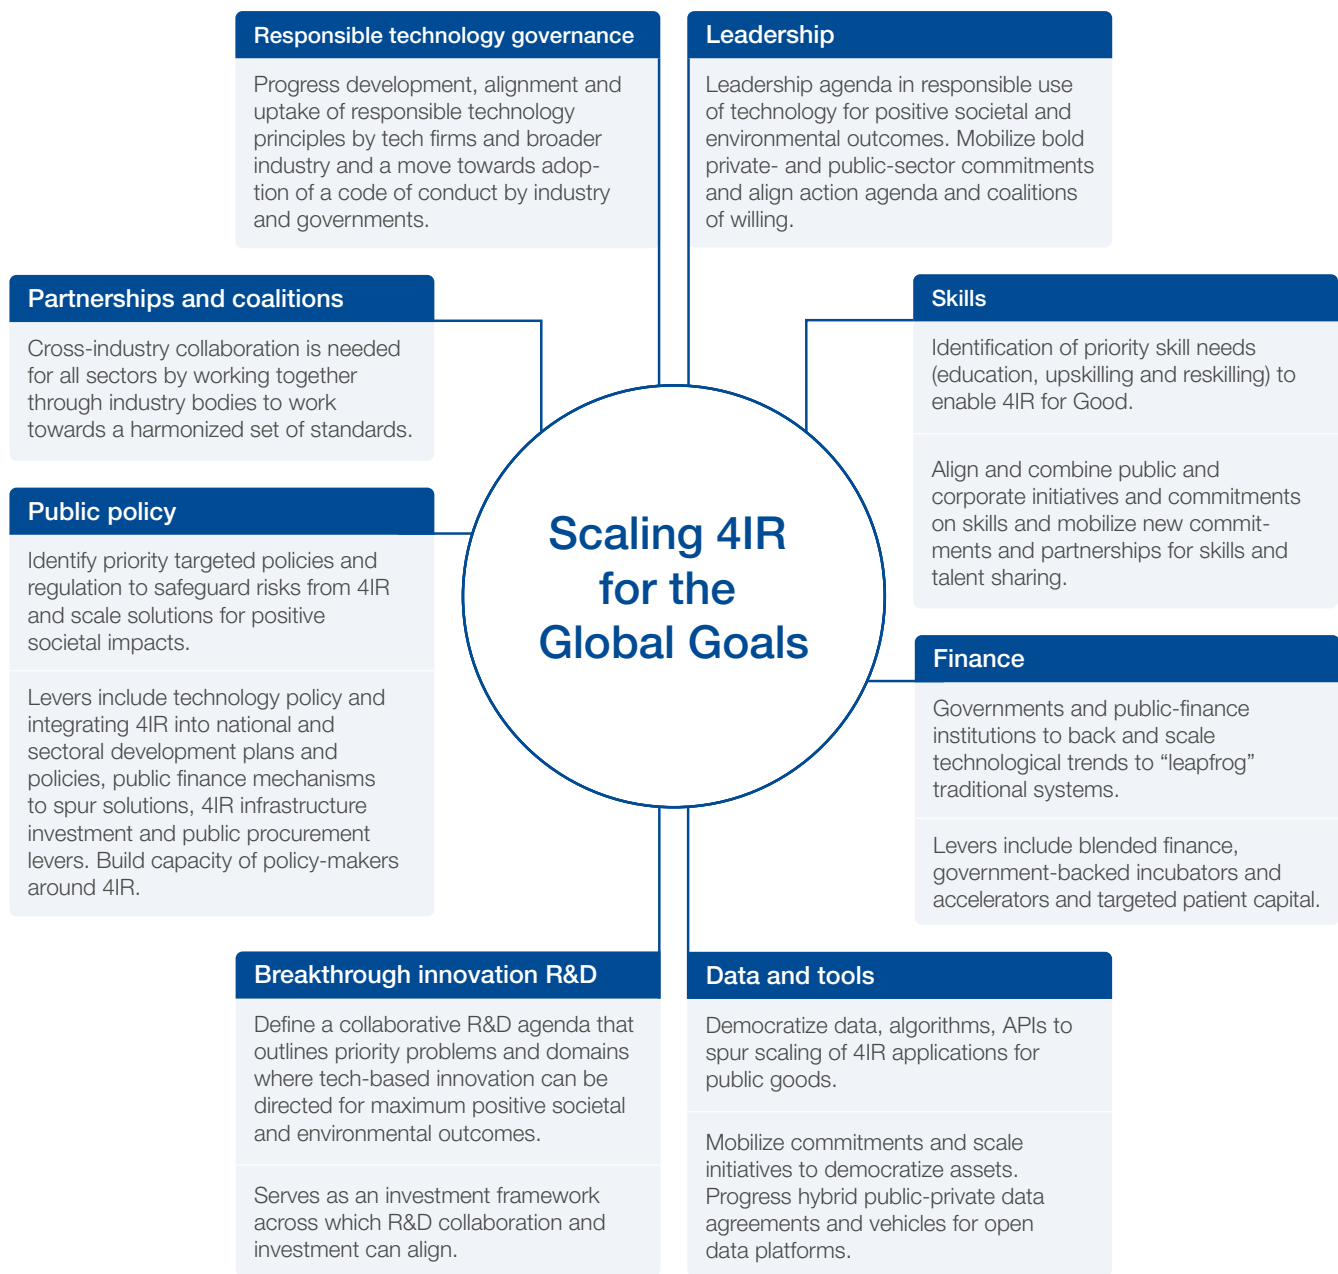 Responsible technology governance
Progress development, alignment and
uptake of responsible technology
principles by tech firms and broader
industry and a move towards adop-
tion of a code of conduct by industry
and governments.
Leadership
Leadership agenda in responsible use
of technology for positive societal and
environmental outcomes. Mobilize bold
private- and public-sector commitments
and align action agenda and coalitions
of willing.
Partnerships and coalitions
Cross-industry collaboration is needed
for all sectors by working together
through industry bodies to work
towards a harmonized set of standards.
Skills
Identification of priority skill needs
(education, upskilling and reskilling) to
enable 4IR for Good.
Align and combine public and
corporate initiatives and commitments
on skills and mobilize new commit-
ments and partnerships for skills and
talent sharing.
Public policy
Identify priority targeted policies and
regulation to safeguard risks from 4IR
and scale solutions for positive
societal impacts.
Levers include technology policy and
integrating 4IR into national and
sectoral development plans and
policies, public finance mechanisms
to spur solutions, 4IR infrastructure
investment and public procurement
levers. Build capacity of policy-makers
around 4IR.
Scaling 4IR
for the
Global Goals
Finance
Governments and public-finance
institutions to back and scale
technological trends to “leapfrog”
traditional systems.
Levers include blended finance,
government-backed incubators and
accelerators and targeted patient capital.
Breakthrough innovation R&D
Define a collaborative R&D agenda that
outlines priority problems and domains
where tech-based innovation can be
directed for maximum positive societal
and environmental outcomes.
Serves as an investment framework
across which R&D collaboration and
investment can align.
Data and tools
Democratize data, algorithms, APIs to
spur scaling of 4IR applications for
public goods.
Mobilize commitments and scale
initiatives to democratize assets.
Progress hybrid public-private data
agreements and vehicles for open
data platforms.